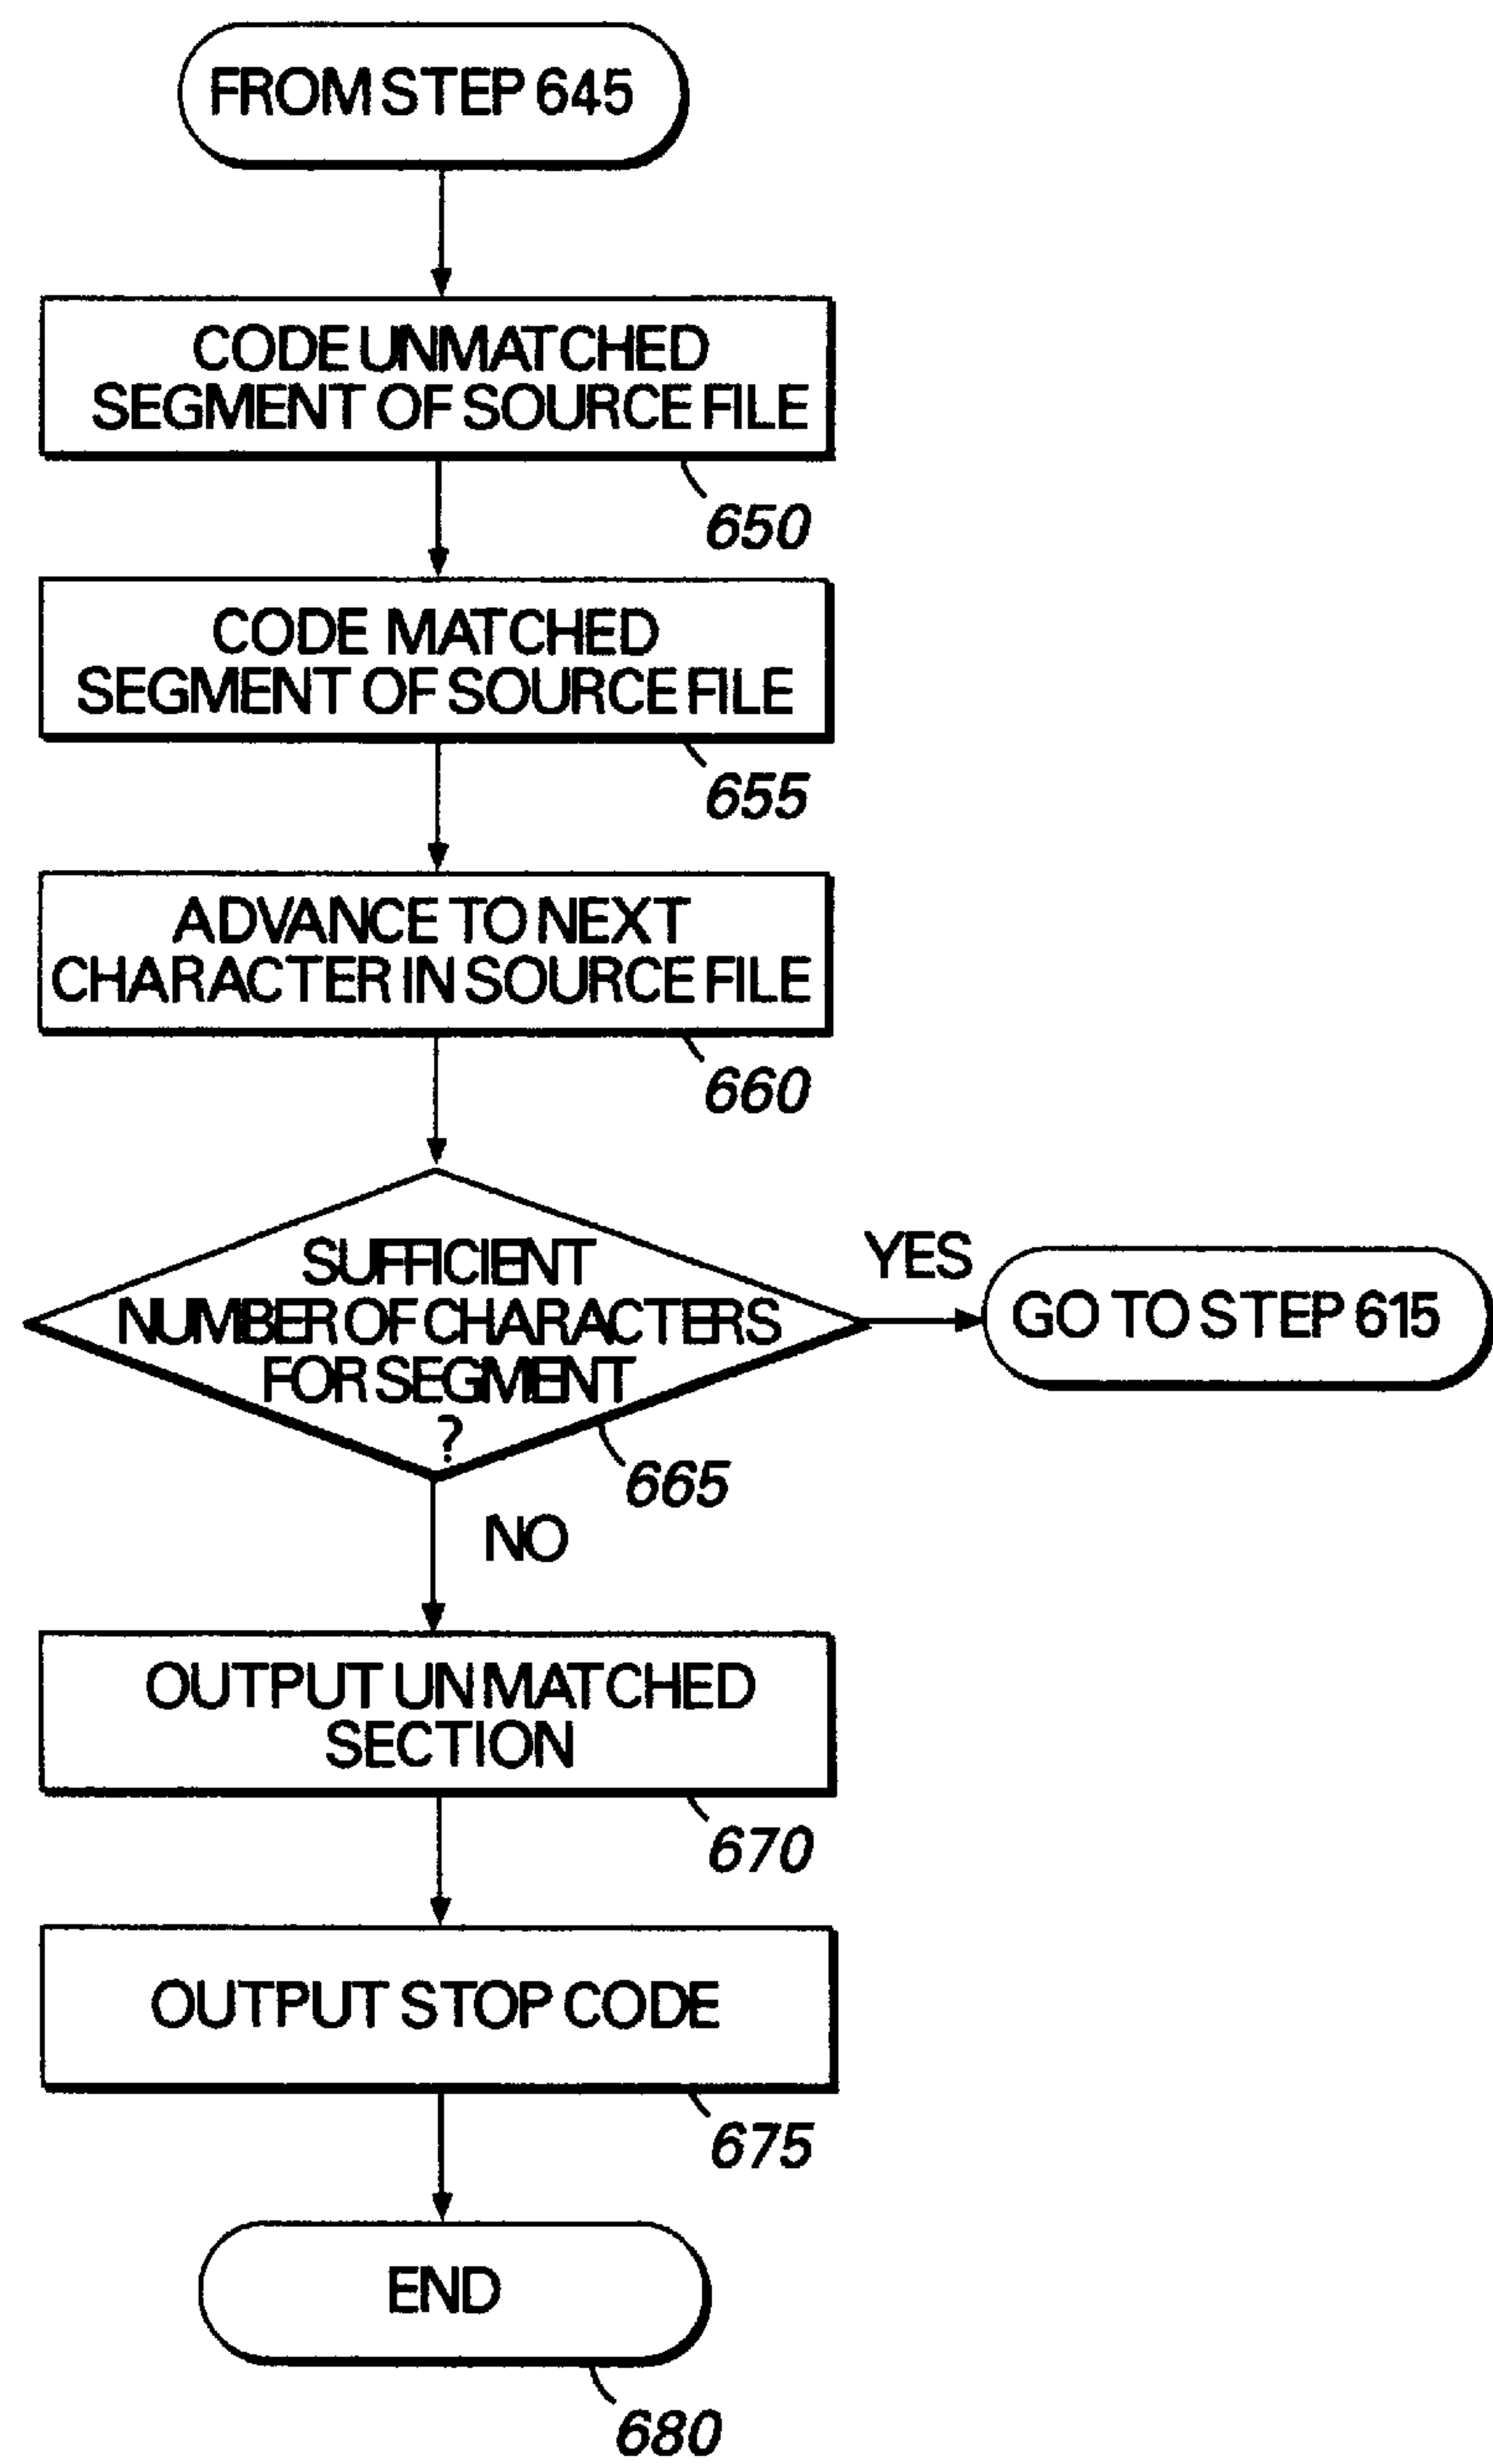 FROM STEP 645
CODE UNMATCHED
SEGMENT OF SOURCE FILE
650
CODE MATCHED
SEGMENT OF SOURCE FILE
655
ADVANCE TO NEXT
CHARACTER IN SOURCE FILE
660
SUFFICIENT
NUMBER OF CHARACTERS
FOR SEGMENT
?
665
YES
GO TO STEP 615
NO
OUTPUT UNMATCHED
SECTION
670
OUTPUT STOP CODE
675
END
680